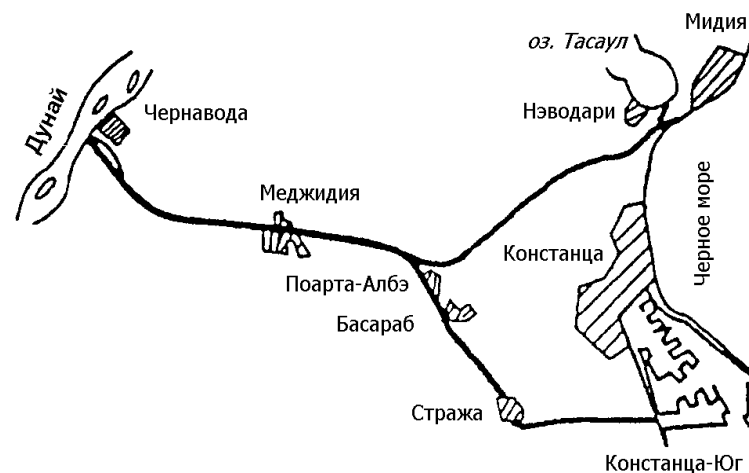 Мидия
оз. Тасаул
Нэводари
Чернавода
Дунай
Меджидия
Констанца
Черное море
Поарта-Албэ
Басараб
Стража
Констанца-Юг